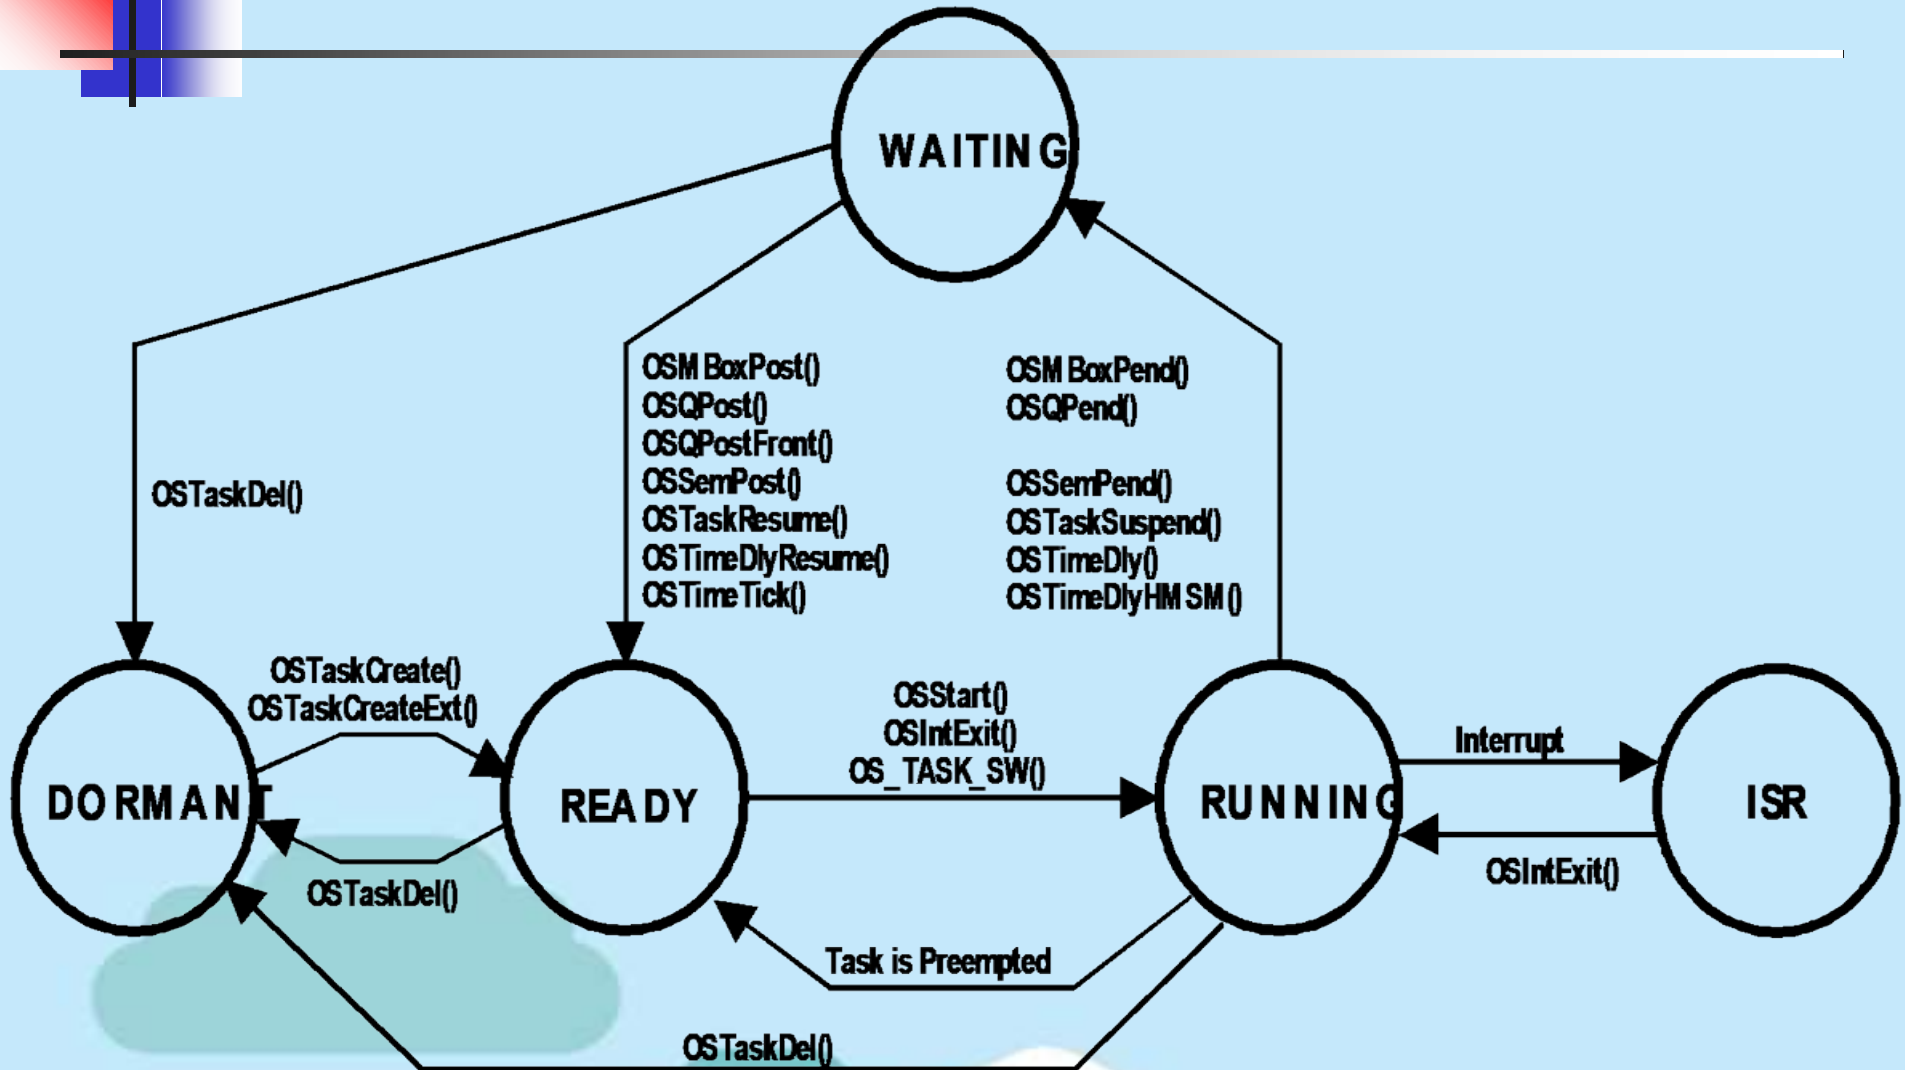 WAITING
OSMBoxPost()
OSQPost()
OSQPostFront()
OSSemPost()
OSTaskResume()
OSTimeDlyResume()
OSTimeTick()
OSMBoxPend()
OSQPend()
OSSemPend()
OSTaskSuspend()
OSTimeDly()
OSTimeDlyHMSM()
OSTaskDel()
OSTaskCreate()
OSTaskCreateExt()
OSStart()
OSIntExit()
OS_TASK_SW()
Interrupt
DORMANT
READY
RUNNING
ISR
OSTaskDel()
OSIntExit()
Task is Preempted
OSTaskDel()